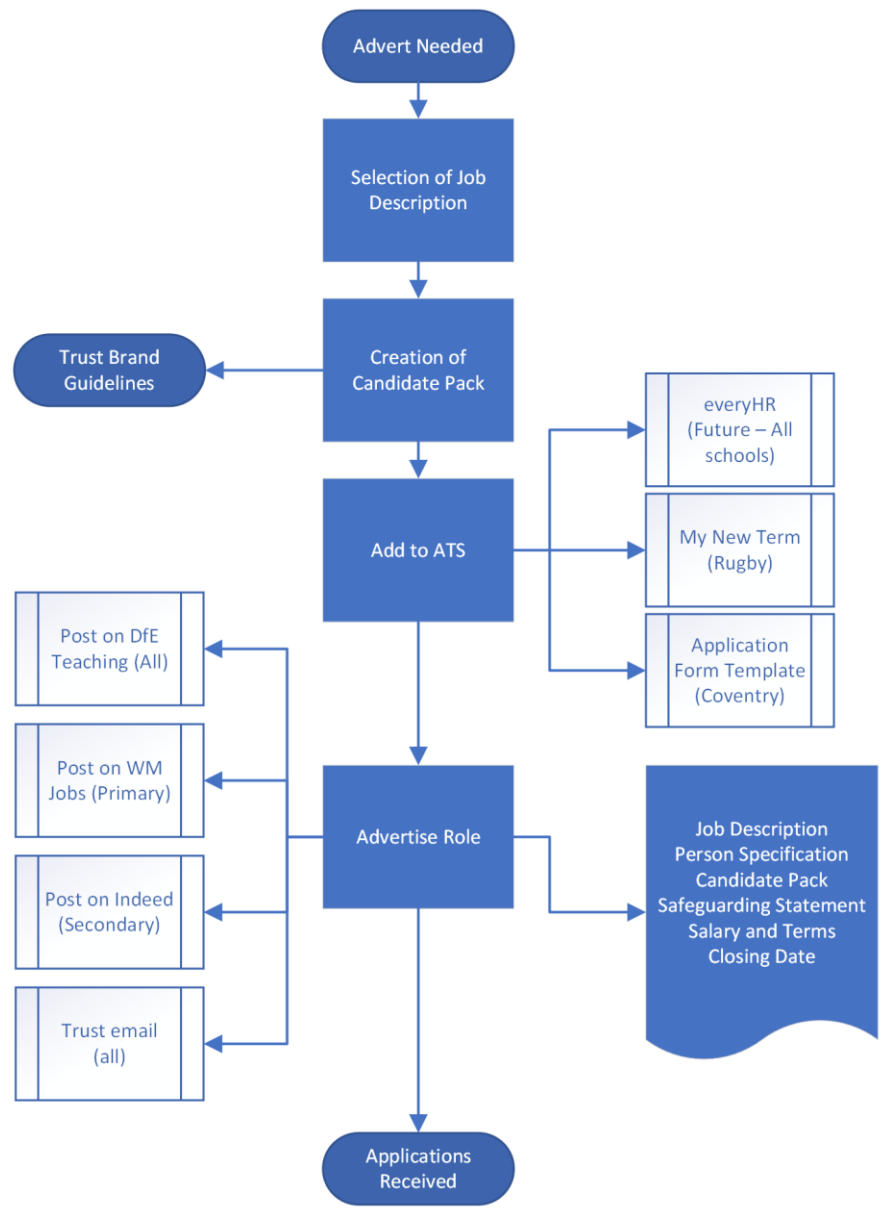 Advert Needed
Selection of Job
Description
Creation of
Candidate Pack
Trust Brand
Guidelines
Add to ATS
everyHR
(Future – All
schools)
My New Term
(Rugby)
Application
Form Template
(Coventry)
Advertise Role
Post on DfE
Teaching (All)
Post on WM
Jobs (Primary)
Post on Indeed
(Secondary)
Trust email
(all)
Job Description
Person Specification
Candidate Pack
Safeguarding Statement
Salary and Terms
Closing Date
Applications
Received